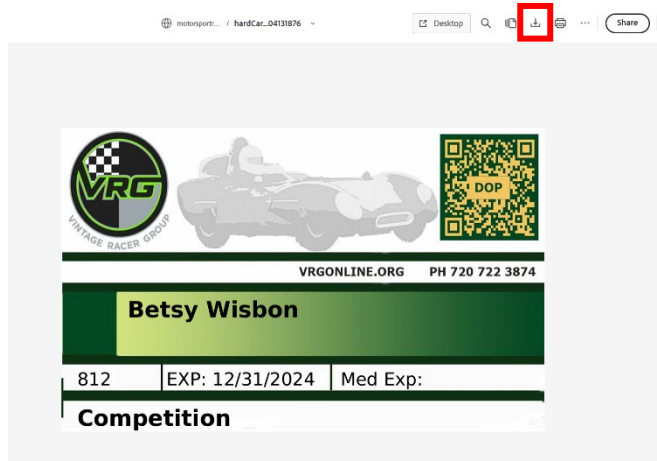 motorsportr... / hardCar...04131876
Desktop
Share
VRG
VINTAGE RACER GROUP
DOP
VRGONLINE.ORG PH 720 722 3874
Betsy Wisbon
812 EXP: 12/31/2024 Med Exp:
Competition